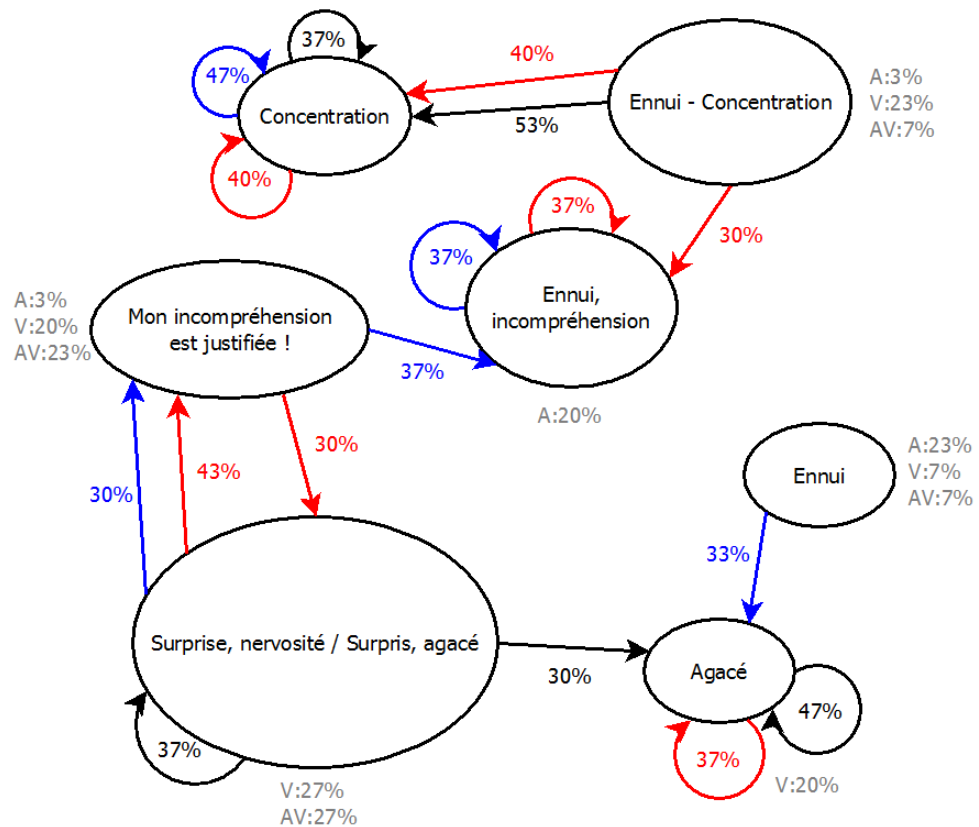 37%
47%
40%
Concentration
Ennui - Concentration
A:3%
V:23%
AV:7%
53%
40%
37%
30%
37%
Ennui,
incompréhension
A:3%
V:20%
AV:23%
Mon incompréhension
est justifiée !
37%
A:20%
30%
43%
30%
Ennui
A:23%
V:7%
AV:7%
33%
Surprise, nervosité / Surpris, agacé
30%
Agacé
47%
37%
37%
V:27%
AV:27%
V:20%